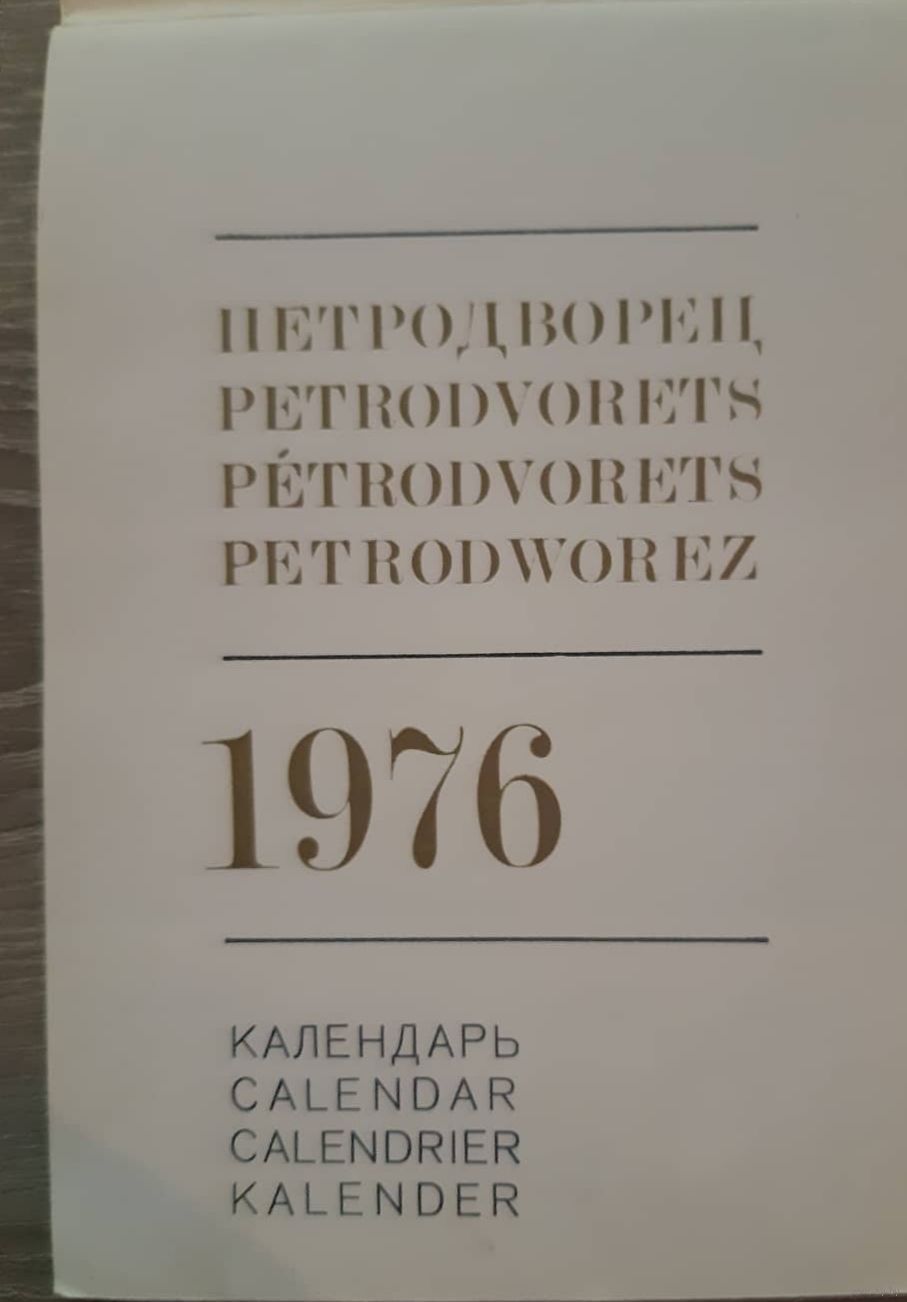 ПЕТРОДВОРЕЦ
PETRODVORETS
PÉTRODVORETS
PETRODWOREZ
1976
КАЛЕНДАРЬ
CALENDAR
CALENDRIER
KALENDER